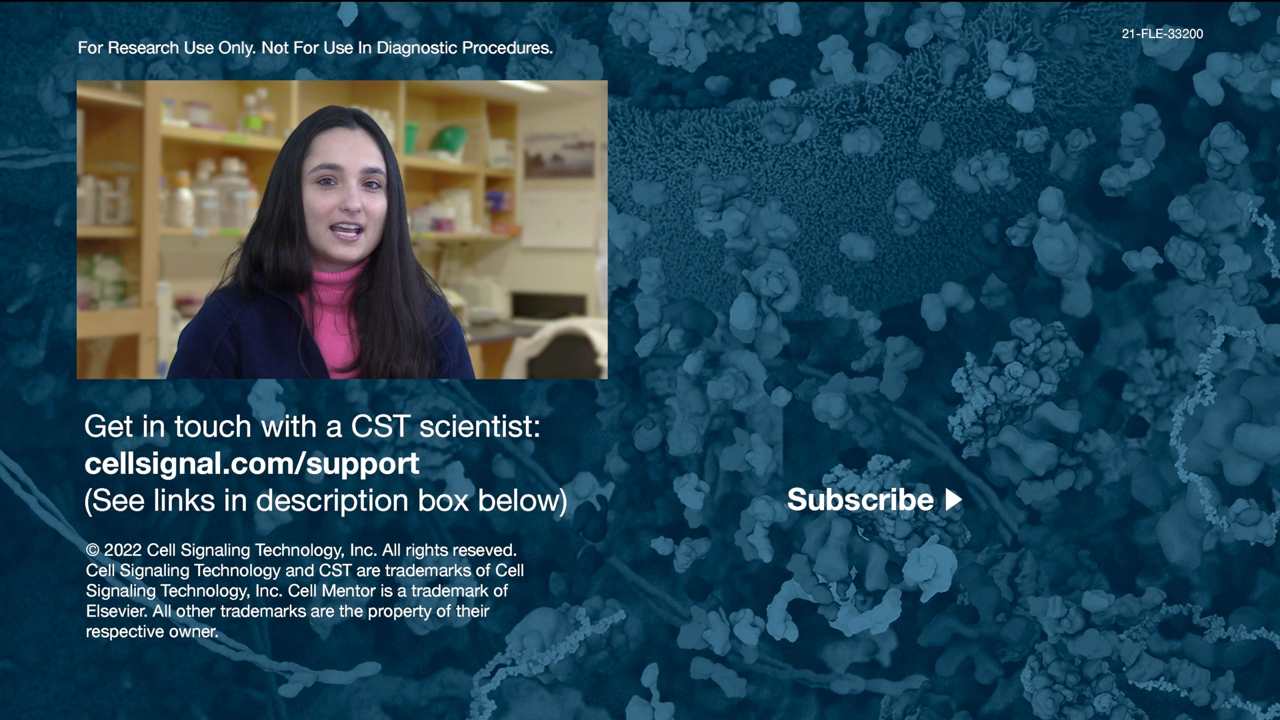 For Research Use Only. Not For Use In Diagnostic Procedures.
21-FLE-33200
Get in touch with a CST scientist:
cellsignal.com/support
(See links in description box below)
Subscribe
© 2022 Cell Signaling Technology, Inc. All rights reseved.
Cell Signaling Technology and CST are trademarks of Cell
Signaling Technology, Inc. Cell Mentor is a trademark of
Elsevier. All other trademarks are the property of their
respective owner.